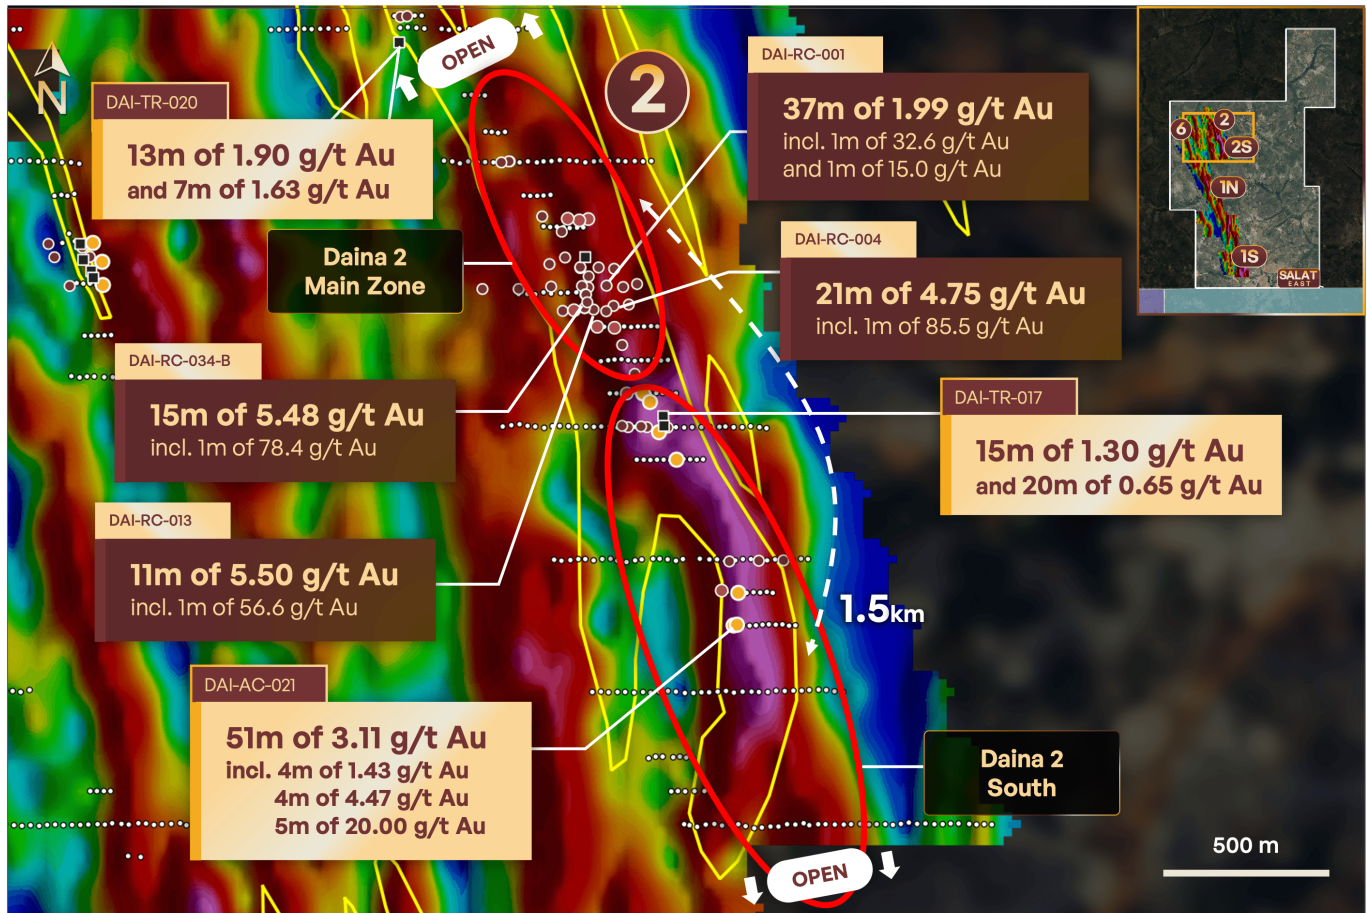 OPEN
N
2
DAI-TR-020
13m of 1.90 g/t Au
and 7m of 1.63 g/t Au
DAI-RC-001
37m of 1.99 g/t Au
incl. 1m of 32.6 g/t Au
and 1m of 15.0 g/t Au
6
2
2S
1N
1S
SALAT
EAST
Daina 2
Main Zone
DAI-RC-004
21m of 4.75 g/t Au
incl. 1m of 85.5 g/t Au
DAI-RC-034-B
15m of 5.48 g/t Au
incl. 1m of 78.4 g/t Au
DAI-TR-017
15m of 1.30 g/t Au
and 20m of 0.65 g/t Au
DAI-RC-013
11m of 5.50 g/t Au
incl. 1m of 56.6 g/t Au
1.5km
DAI-AC-021
51m of 3.11 g/t Au
incl. 4m of 1.43 g/t Au
4m of 4.47 g/t Au
5m of 20.00 g/t Au
Daina 2
South
OPEN
500 m